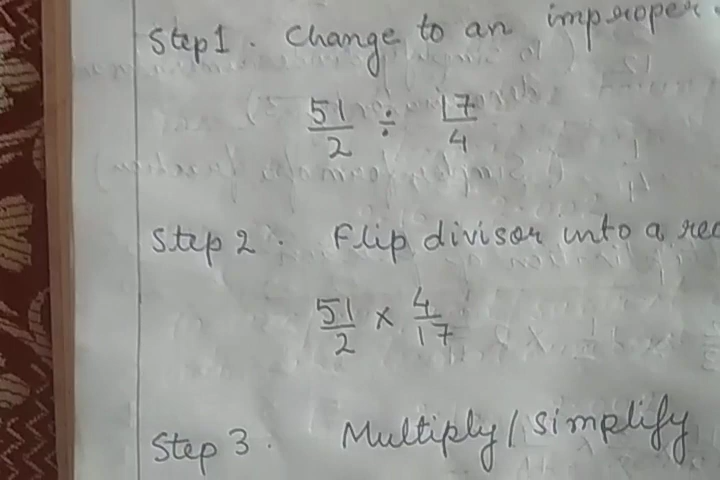 Step 1. Change to an improper
51/2 ÷ 17/4
Step 2. Flip divisor into a rec
51/2 × 4/17
Step 3. Multiply/simplify